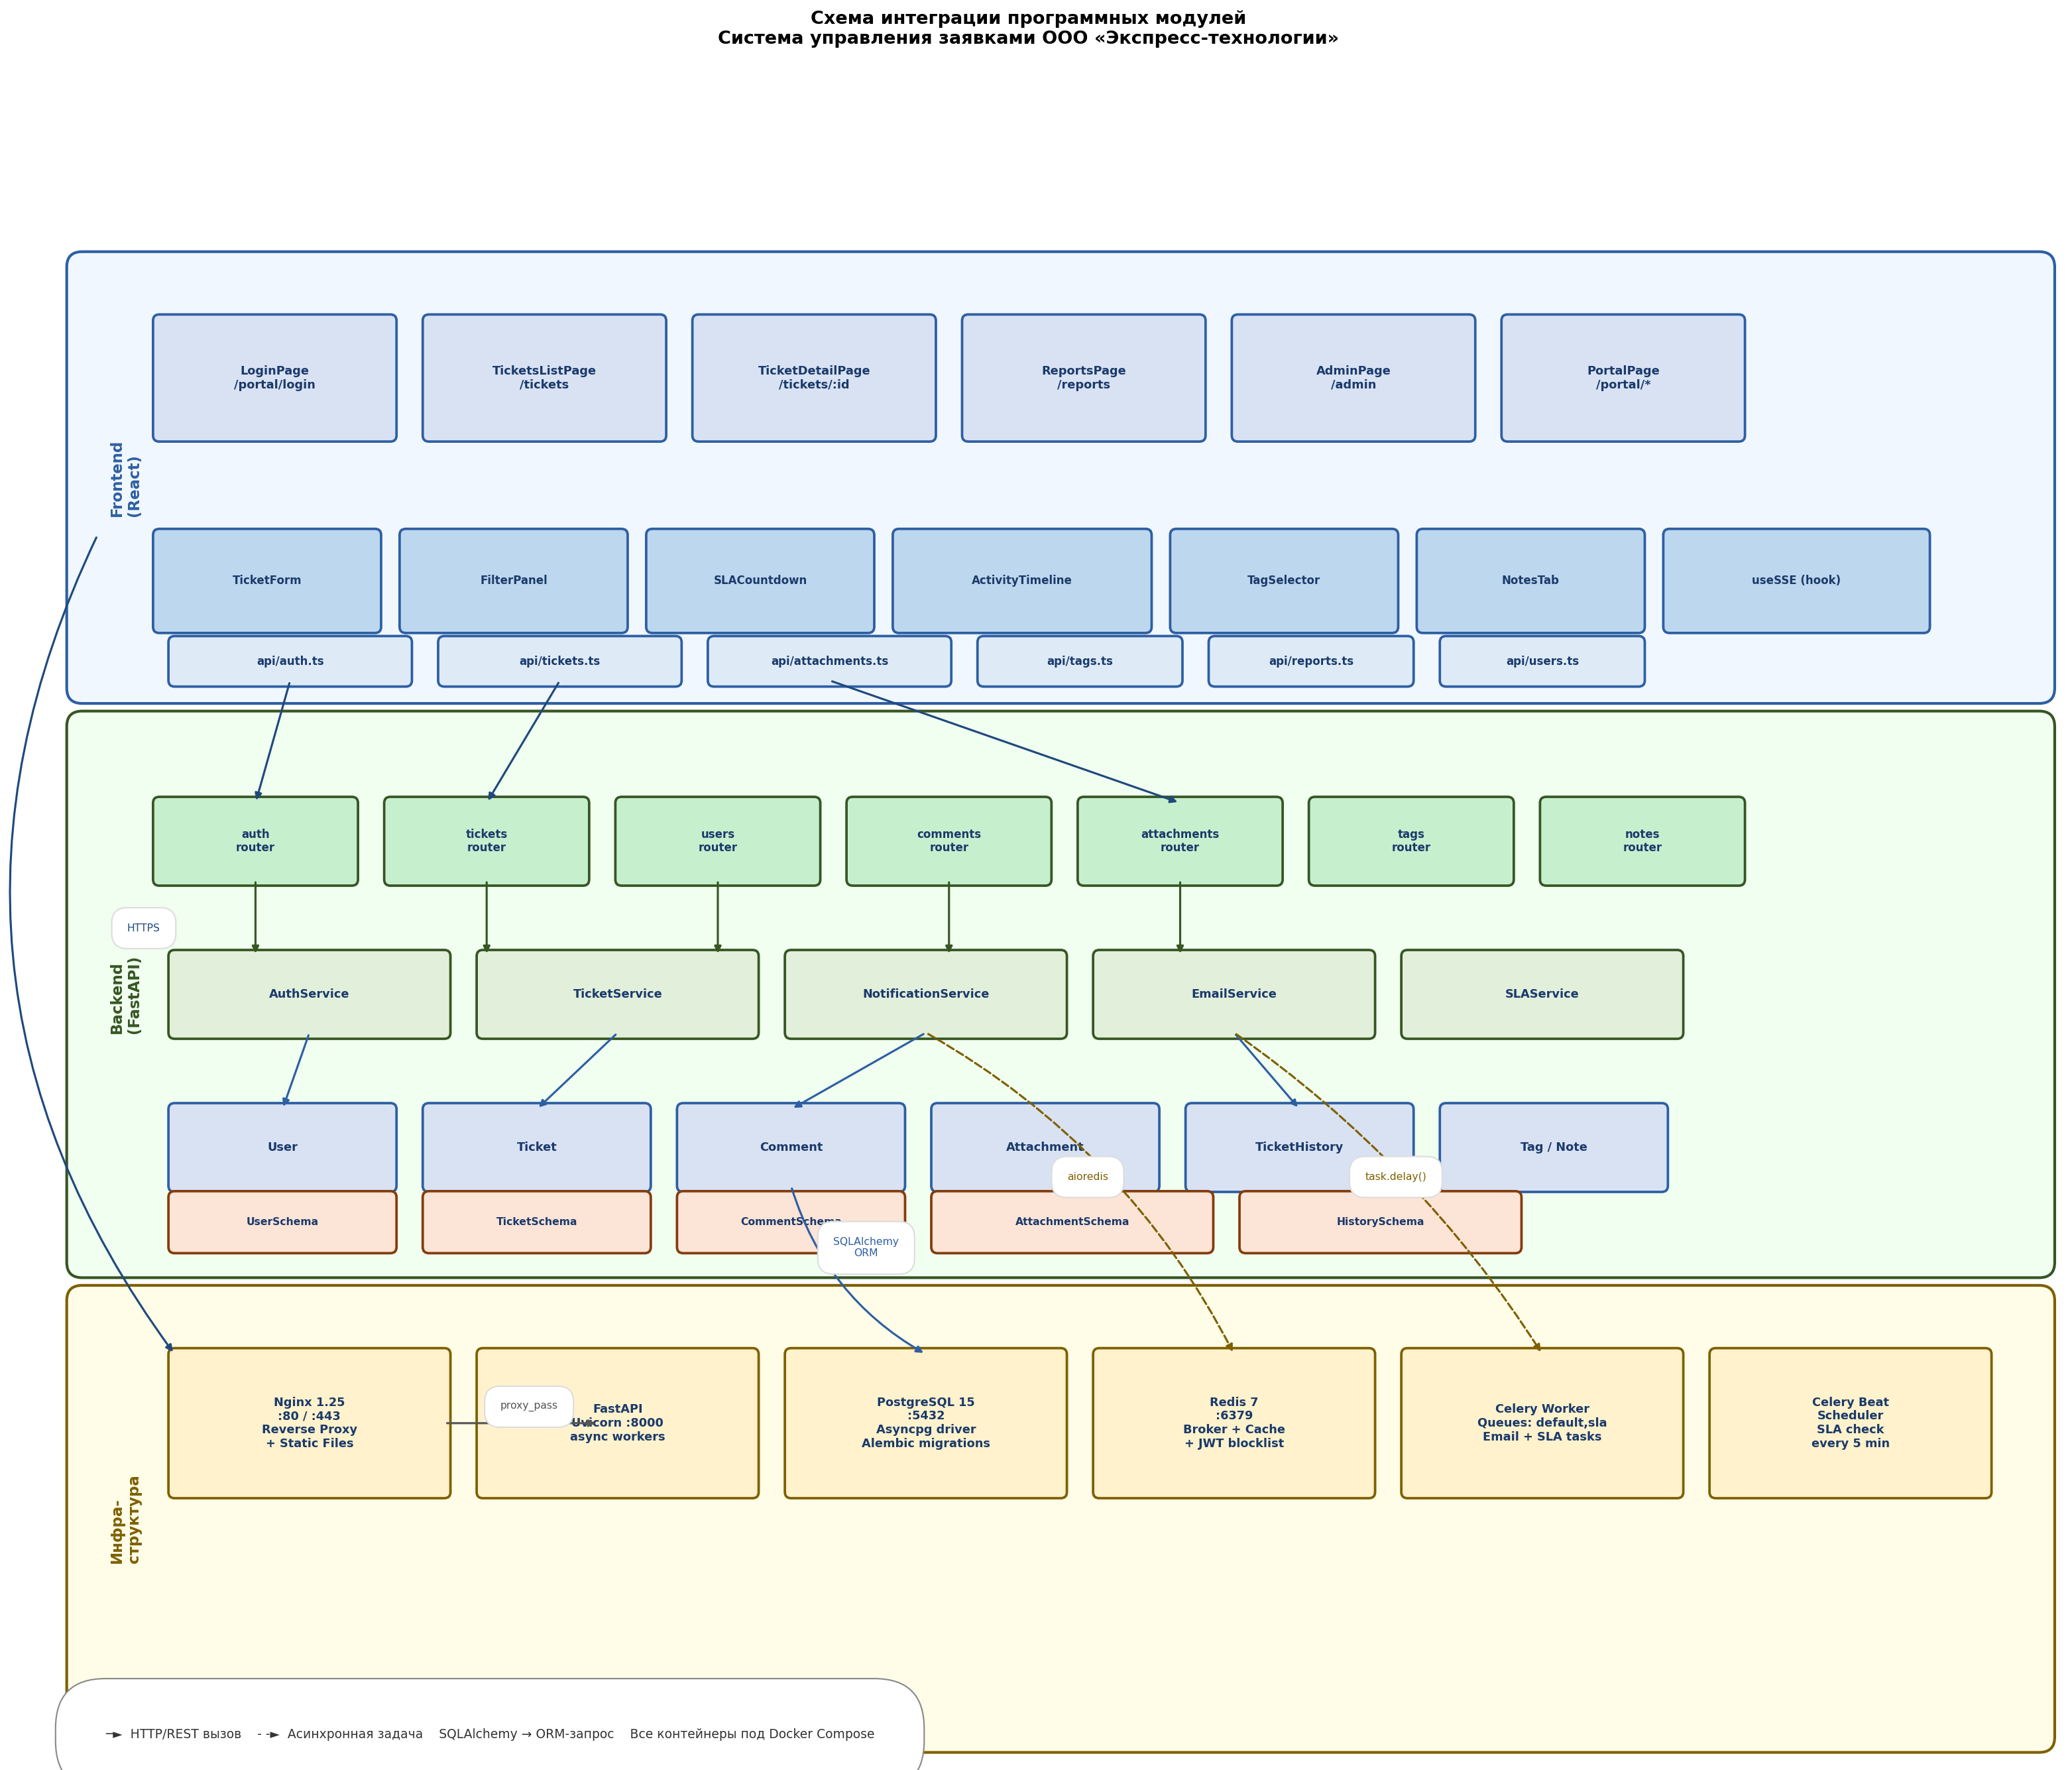 Схема интеграции программных модулей
Система управления заявками ООО «Экспресс-технологии»
Frontend
(React)
LoginPage
/portal/login
TicketsListPage
/tickets
TicketDetailPage
/tickets/:id
ReportsPage
/reports
AdminPage
/admin
PortalPage
/portal/*
TicketForm
FilterPanel
SLACountdown
ActivityTimeline
TagSelector
NotesTab
useSSE (hook)
api/auth.ts
api/tickets.ts
api/attachments.ts
api/tags.ts
api/reports.ts
api/users.ts
Backend
(FastAPI)
auth
router
tickets
router
users
router
comments
router
attachments
router
tags
router
notes
router
HTTPS
AuthService
TicketService
NotificationService
EmailService
SLAService
User
Ticket
Comment
Attachment
TicketHistory
Tag / Note
aioredis
task.delay()
UserSchema
TicketSchema
CommentSchema
AttachmentSchema
HistorySchema
SQLAlchemy
ORM
Инфра-
структура
Nginx 1.25
:80 / :443
Reverse Proxy
+ Static Files
proxy_pass
FastAPI
Uvicorn :8000
async workers
PostgreSQL 15
:5432
Asyncpg driver
Alembic migrations
Redis 7
:6379
Broker + Cache
+ JWT blocklist
Celery Worker
Queues: default,sla
Email + SLA tasks
Celery Beat
Scheduler
SLA check
every 5 min
─► HTTP/REST вызов - -► Асинхронная задача SQLAlchemy → ORM-запрос Все контейнеры под Docker Compose